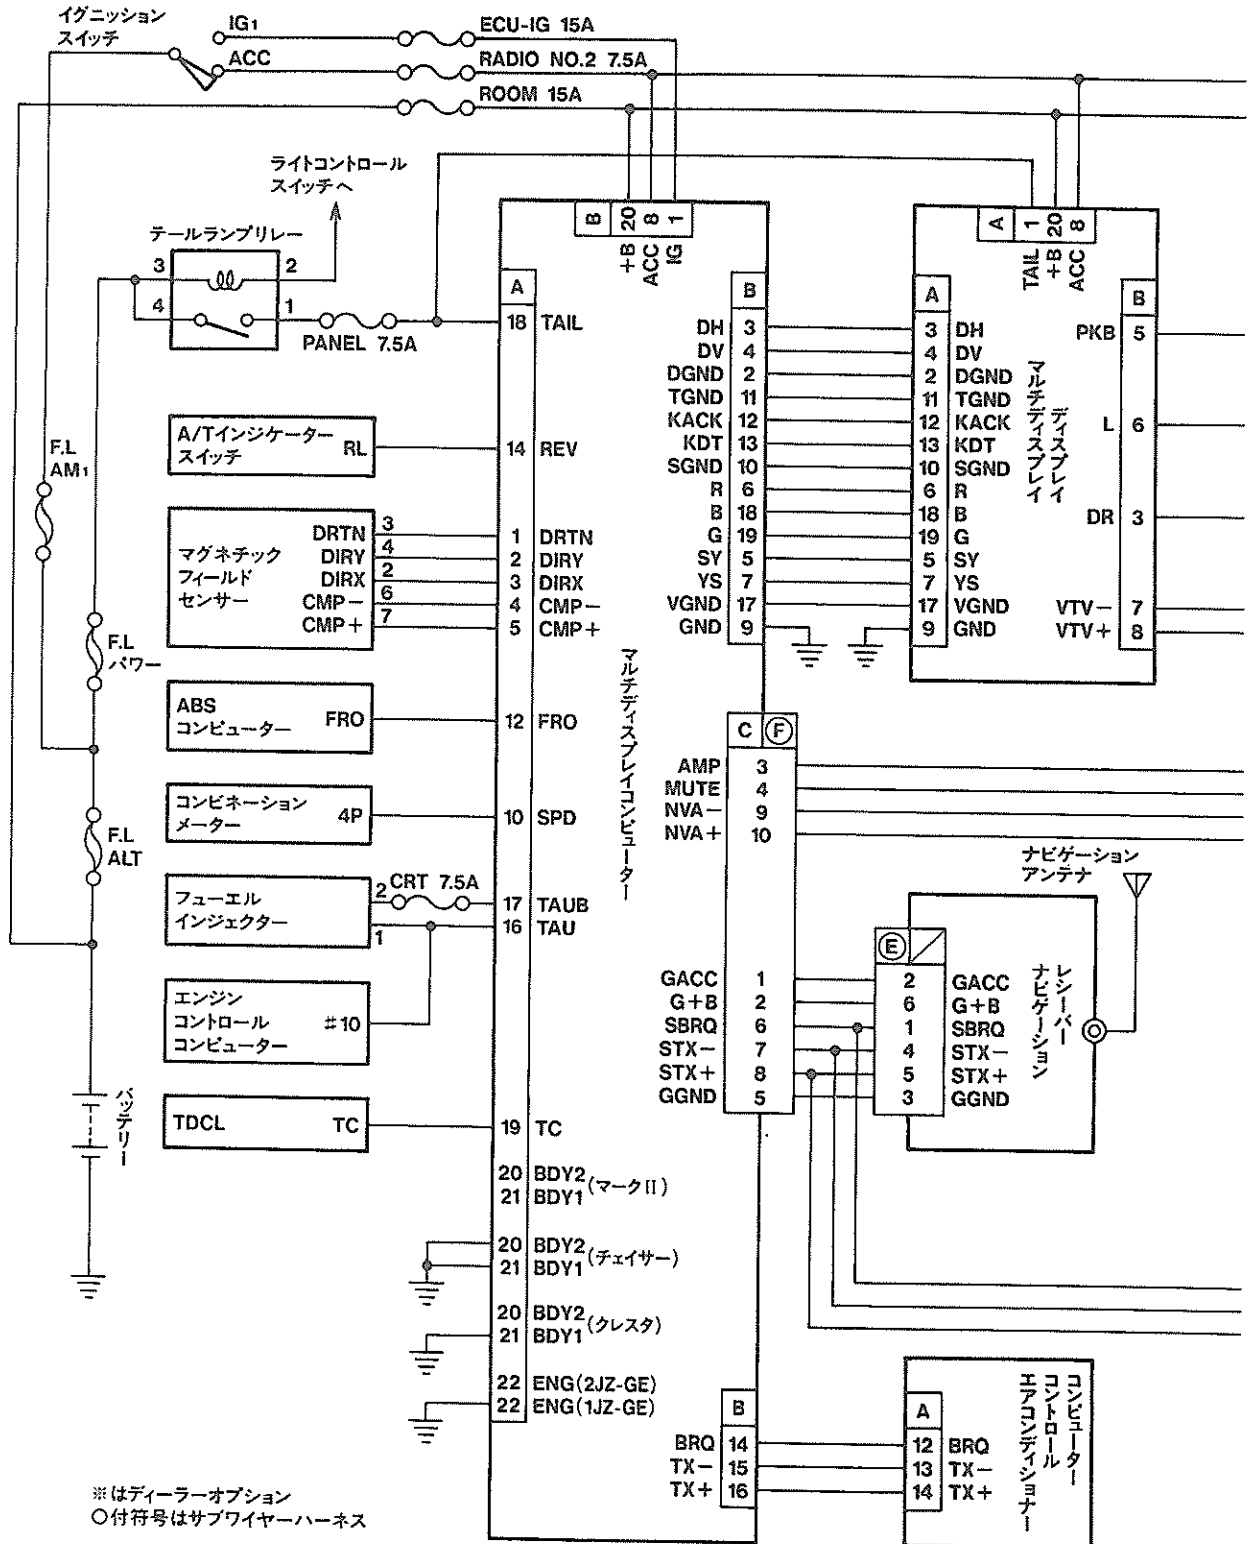 イグニッション
スイッチ
IG1
ECU-IG 15A
ACC
RADIO NO.2 7.5A
ROOM 15A
ライトコントロール
スイッチへ
テールランプリレー
3
2
4
1
PANEL 7.5A
F.L
AM1
F.L
パワー
F.L
ALT
バッテリー
A/Tインジケーター
スイッチ
RL
マグネチック
フィールド
センサー
DRTN 3
DIRY 4
DIRX 2
CMP- 6
CMP+ 7
ABS
コンピューター
FRO
コンビネーション
メーター
4P
フューエル
インジェクター
2
CRT 7.5A
1
エンジン
コントロール
コンピューター
#10
TDCL
TC
A
18 TAIL
14 REV
1 DRTN
2 DIRY
3 DIRX
4 CMP-
5 CMP+
12 FRO
10 SPD
17 TAUB
16 TAU
19 TC
20 BDY2
21 BDY1
(マークII)
20 BDY2
21 BDY1
(チェイサー)
20 BDY2
21 BDY1
(クレスタ)
22 ENG(2JZ-GE)
22 ENG(1JZ-GE)
マルチディスプレイコンピューター
B 20 8 1
+B ACC IG
B
DH 3
DV 4
DGND 2
TGND 11
KACK 12
KDT 13
SGND 10
R 6
B 18
G 19
SY 5
YS 7
VGND 17
GND 9
C F
AMP 3
MUTE 4
NVA- 9
NVA+ 10
GACC 1
G+B 2
SBRQ 6
STX- 7
STX+ 8
GGND 5
B
BRQ 14
TX- 15
TX+ 16
A 1 20 8
TAIL +B ACC
A
3 DH
4 DV
2 DGND
11 TGND
12 KACK
13 KDT
10 SGND
6 R
18 B
19 G
5 SY
7 YS
17 VGND
9 GND
マルチディスプレイ
ディスプレイ
B
PKB 5
L 6
DR 3
VTV- 7
VTV+ 8
ナビゲーション
アンテナ
E
2 GACC
6 G+B
1 SBRQ
4 STX-
5 STX+
3 GGND
レシーバー
ナビゲーション
A
12 BRQ
13 TX-
14 TX+
コンピューター
コントロール
エアコンディショナー
※はディーラーオプション
○付符号はサブワイヤーハーネス